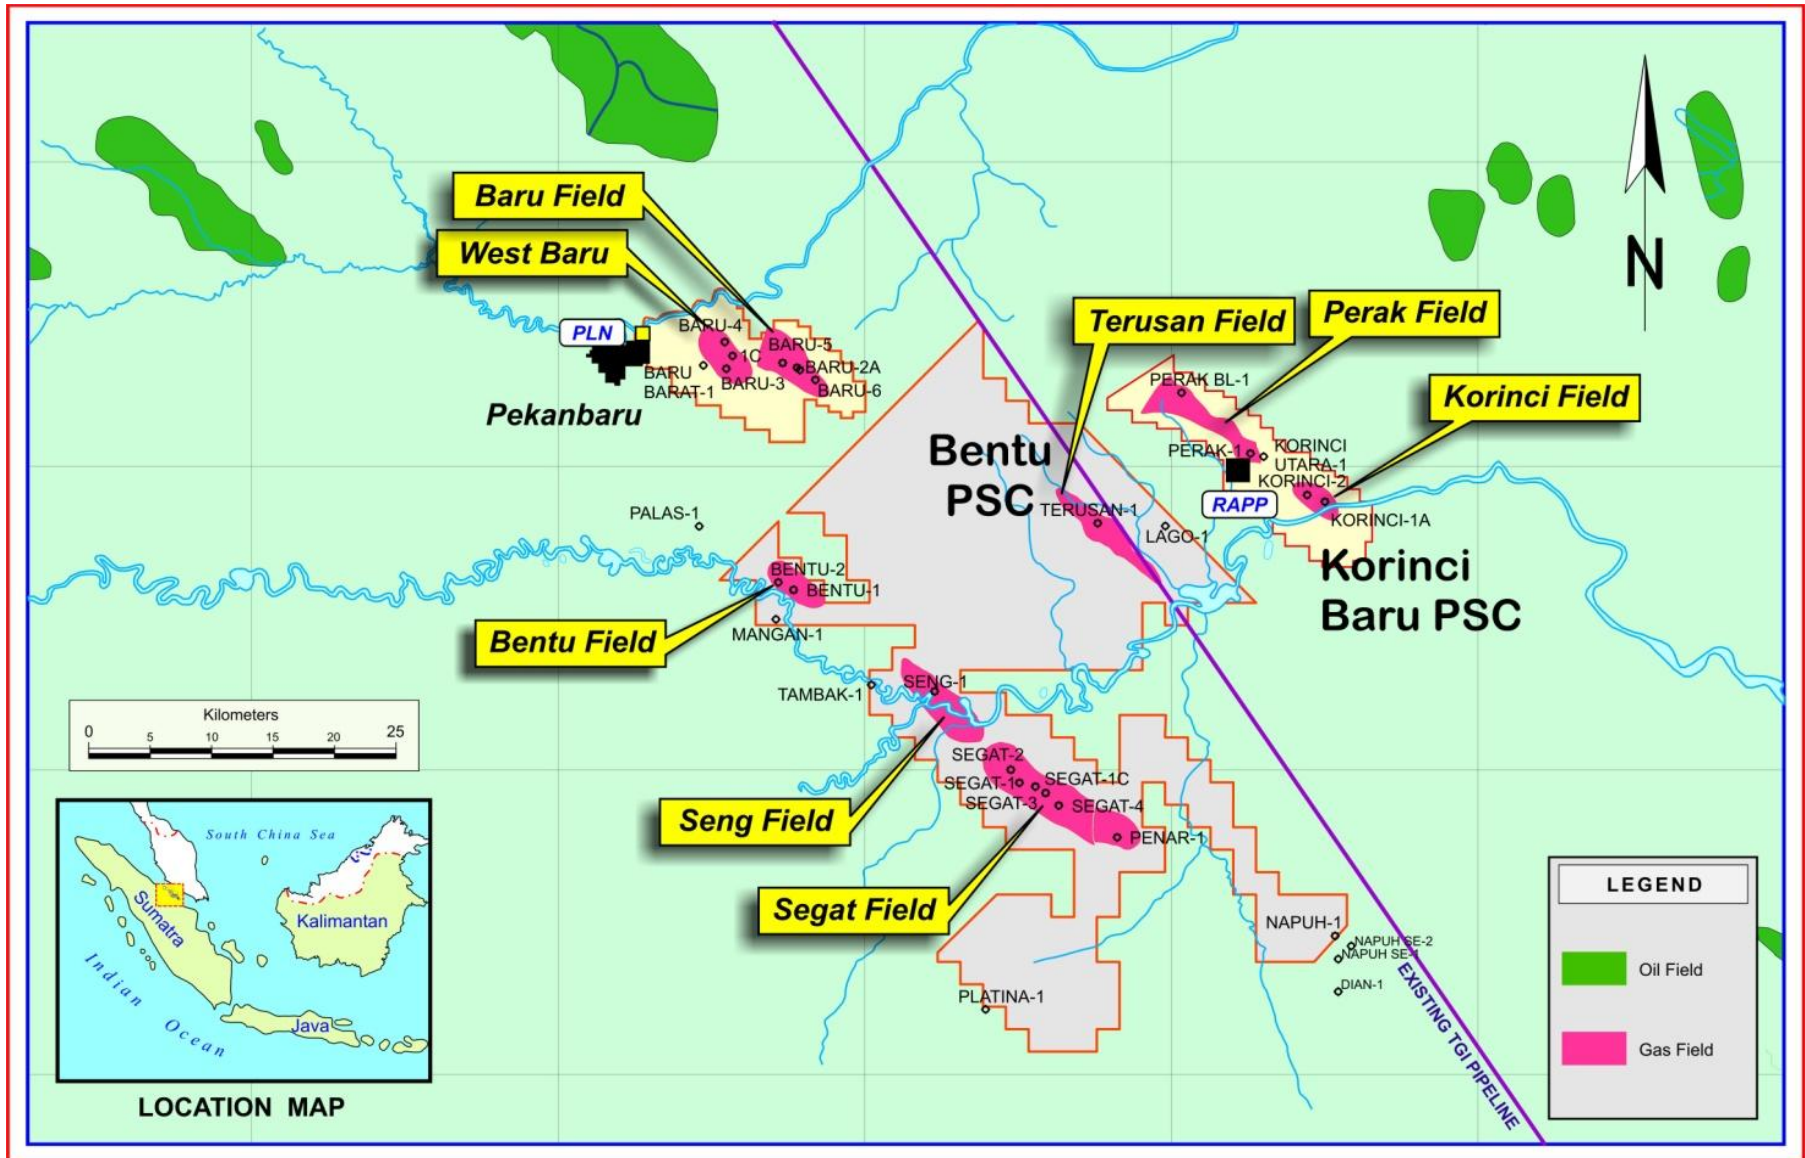 Baru Field
West Baru
PLN
Pekanbaru
BARU-4
1C
BARU
BARAT-1
BARU-3
BARU-5
BARU-2A
BARU-6
Terusan Field
Perak Field
Korinci Field
N
PERAK BL-1
PERAK-1
KORINCI
UTARA-1
KORINCI-2
RAPP
KORINCI-1A
Korinci
Baru PSC
Bentu
PSC
TERUSAN-1
LAGO-1
PALAS-1
BENTU-2
BENTU-1
MANGAN-1
Bentu Field
TAMBAK-1
SENG-1
SEGAT-2
SEGAT-1
SEGAT-1C
SEGAT-3
SEGAT-4
PENAR-1
Seng Field
Segat Field
PLATINA-1
NAPUH-1
NAPUH SE-2
NAPUH SE-1
DIAN-1
EXISTING TGI PIPELINE
Kilometers
0 5 10 15 20 25
South China Sea
Sumatra
Kalimantan
Indian Ocean
Java
LOCATION MAP
LEGEND
Oil Field
Gas Field